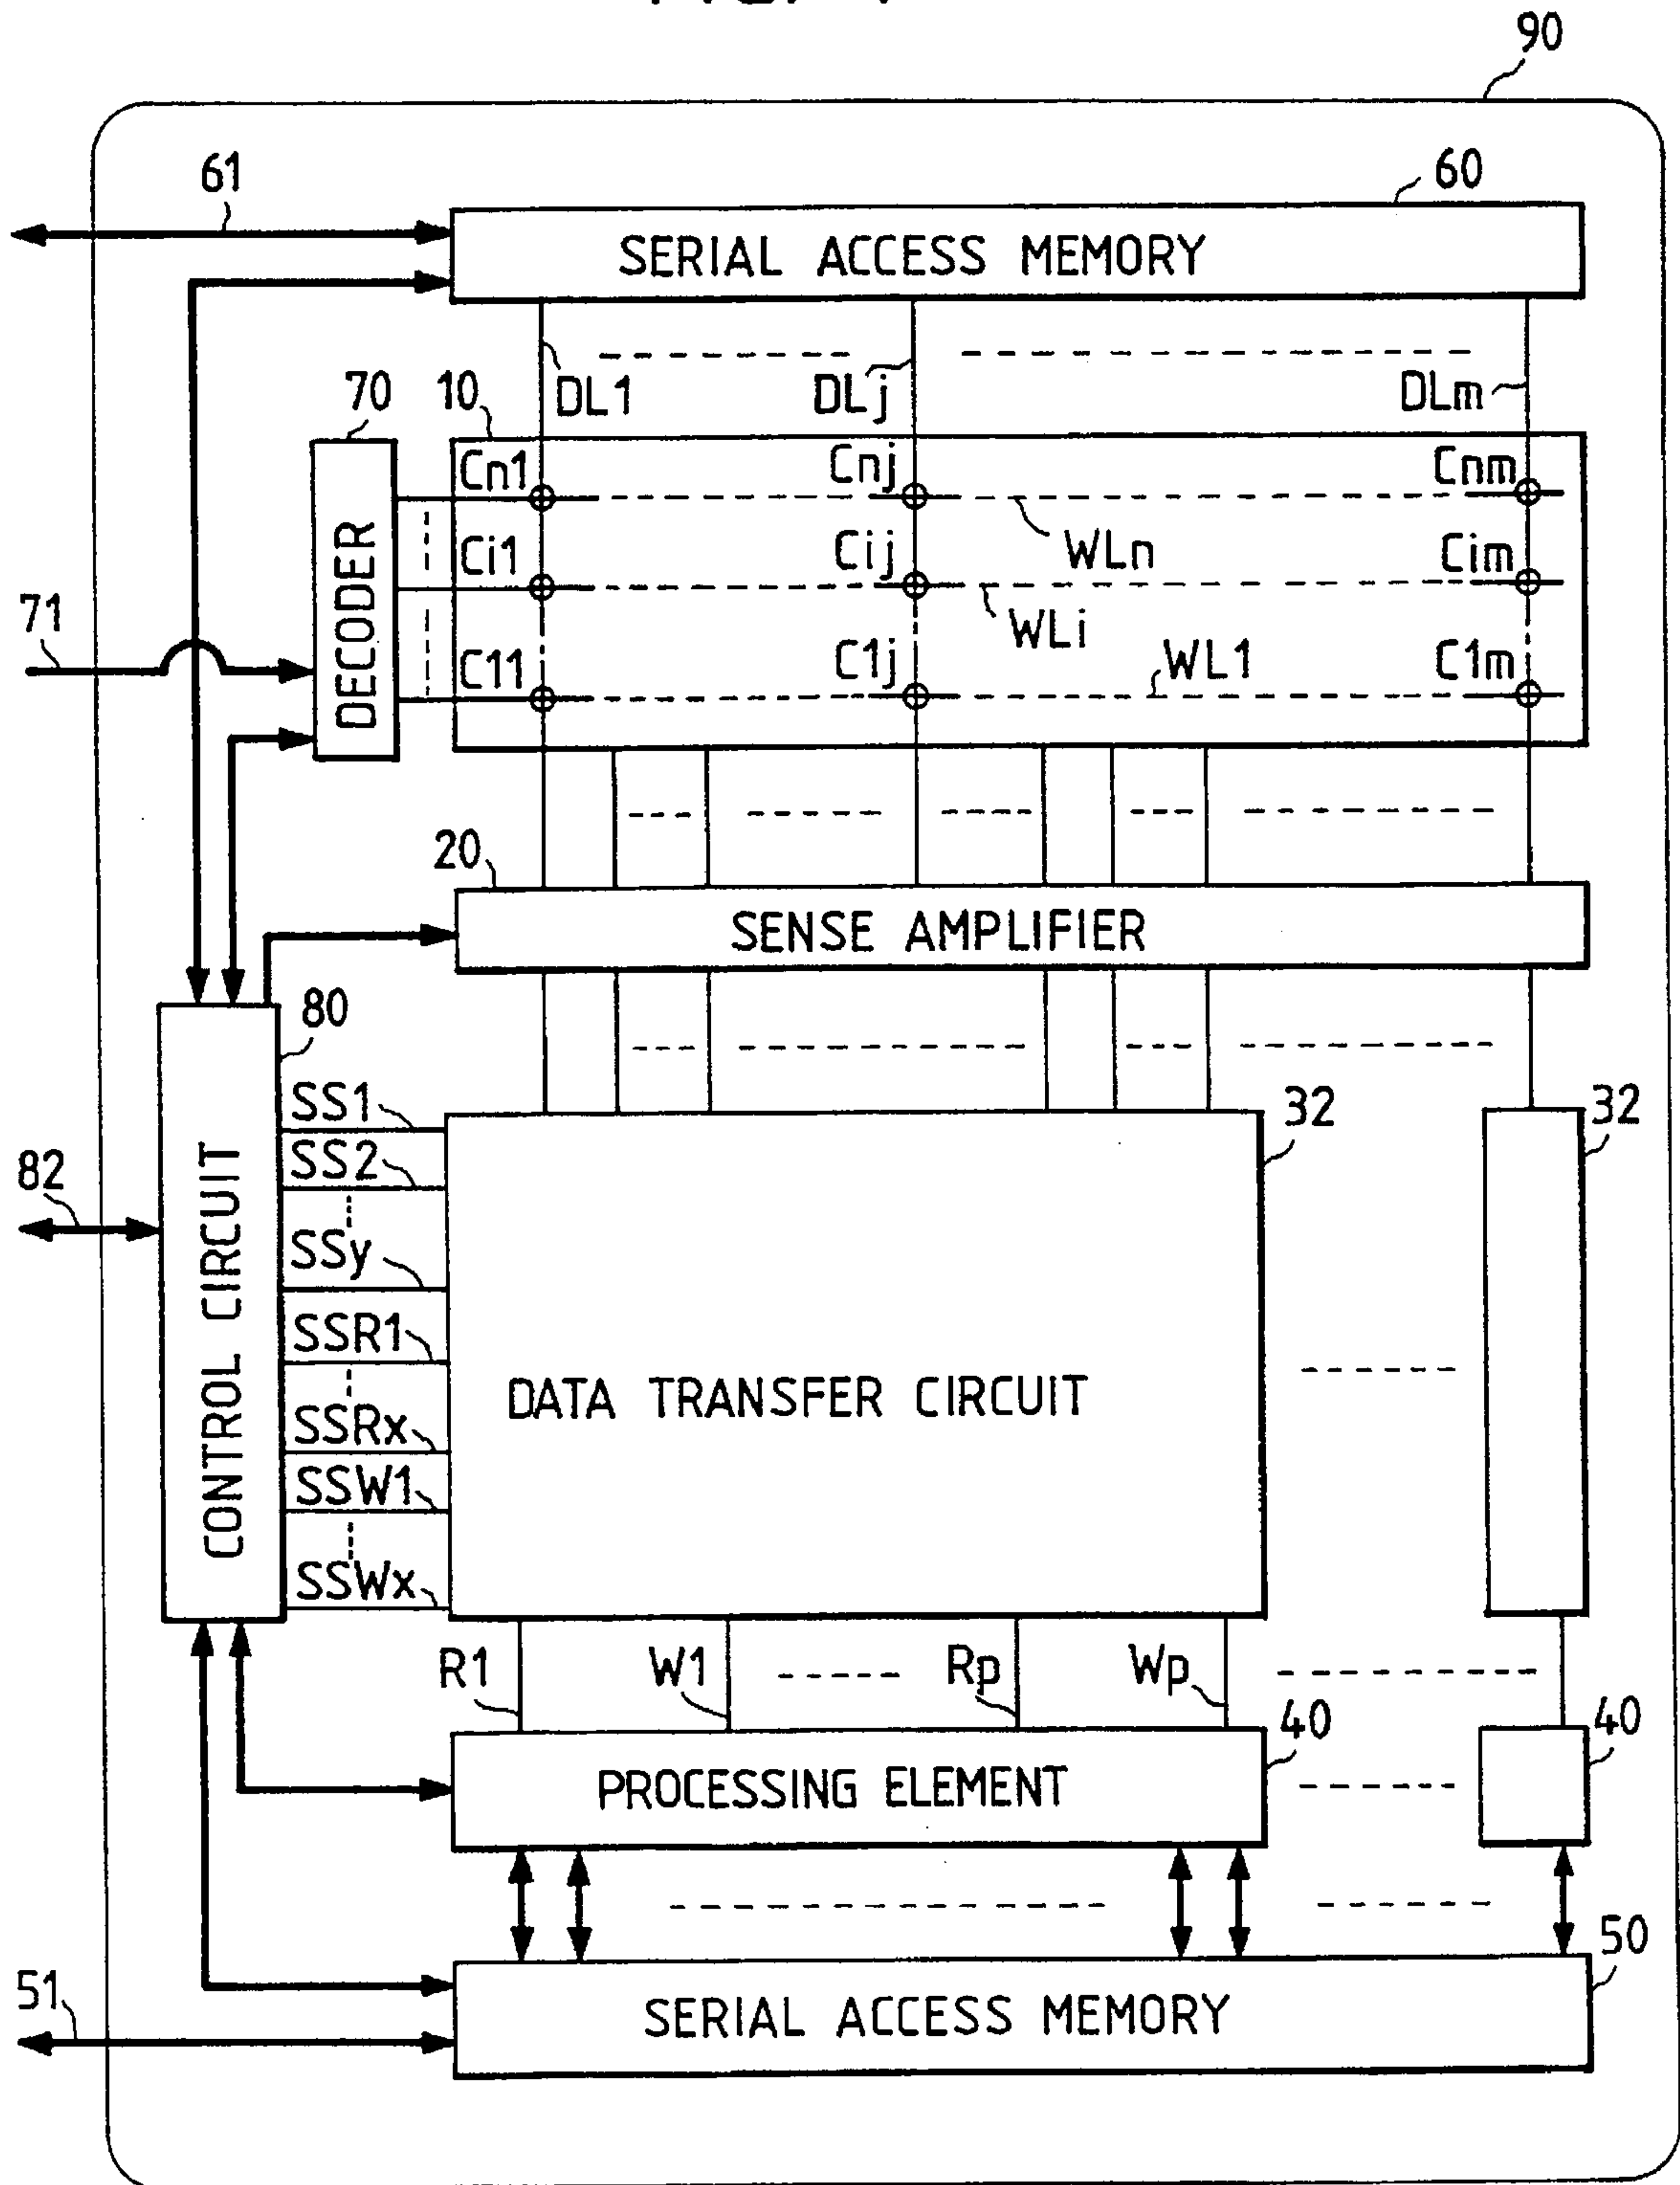 90
61
60
SERIAL ACCESS MEMORY
DL1
DLj
DLm
70
10
DECODER
Cn1
Cnj
Cnm
WLn
Ci1
Cij
Cim
WLi
71
C11
C1j
WL1
C1m
20
SENSE AMPLIFIER
80
CONTROL CIRCUIT
82
SS1
SS2
SSy
SSR1
SSRx
SSW1
SSWx
32
32
DATA TRANSFER CIRCUIT
R1
W1
Rp
Wp
40
40
PROCESSING ELEMENT
50
51
SERIAL ACCESS MEMORY